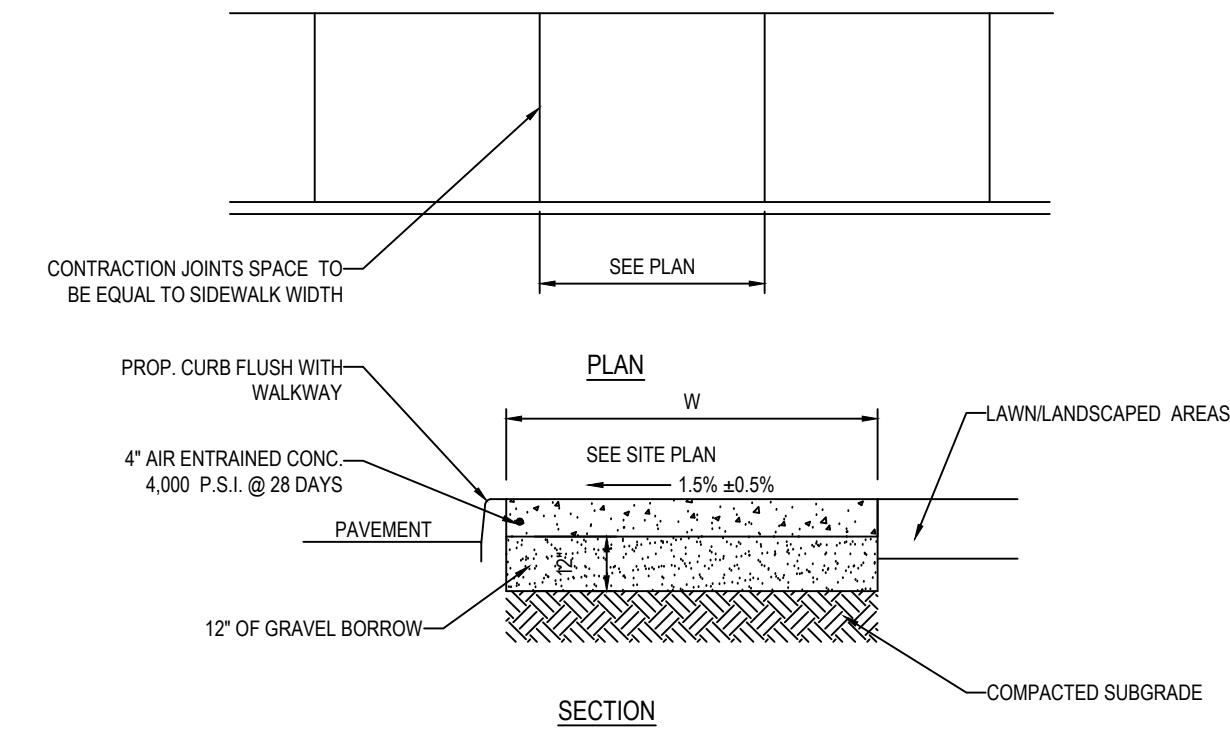 CONTRACTION JOINTS SPACE TO
BE EQUAL TO SIDEWALK WIDTH
SEE PLAN
PLAN
PROP. CURB FLUSH WITH
WALKWAY
W
LAWN/LANDSCAPED AREAS
4" AIR ENTRAINED CONC.
4,000 P.S.I. @ 28 DAYS
SEE SITE PLAN
1.5% ±0.5%
PAVEMENT
12"
12" OF GRAVEL BORROW
COMPACTED SUBGRADE
SECTION